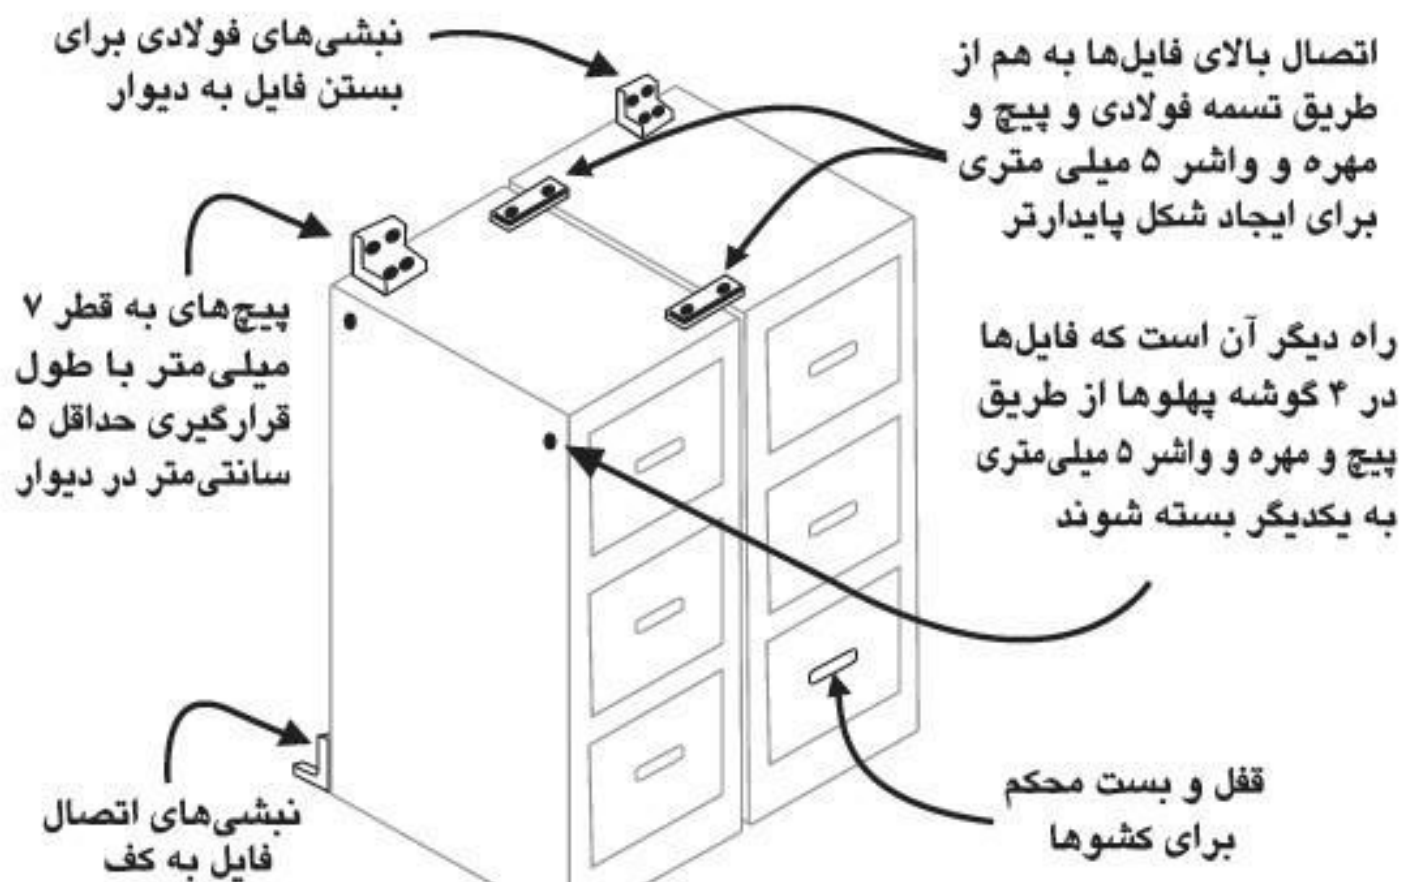 نبشی‌های فولادی برای
بستن فایل به دیوار
اتصال بالای فایل‌ها به هم از
طریق تسمه فولادی و پیچ و
مهره و واشر ۵ میلی متری
برای ایجاد شکل پایدارتر
پیچ‌های به قطر ۷
میلی‌متر با طول
قرارگیری حداقل ۵
سانتی‌متر در دیوار
راه دیگر آن است که فایل‌ها
در ۴ گوشه پهلوها از طریق
پیچ و مهره و واشر ۵ میلی‌متری
به یکدیگر بسته شوند
نبشی‌های اتصال
فایل به کف
قفل و بست محکم
برای کشوها